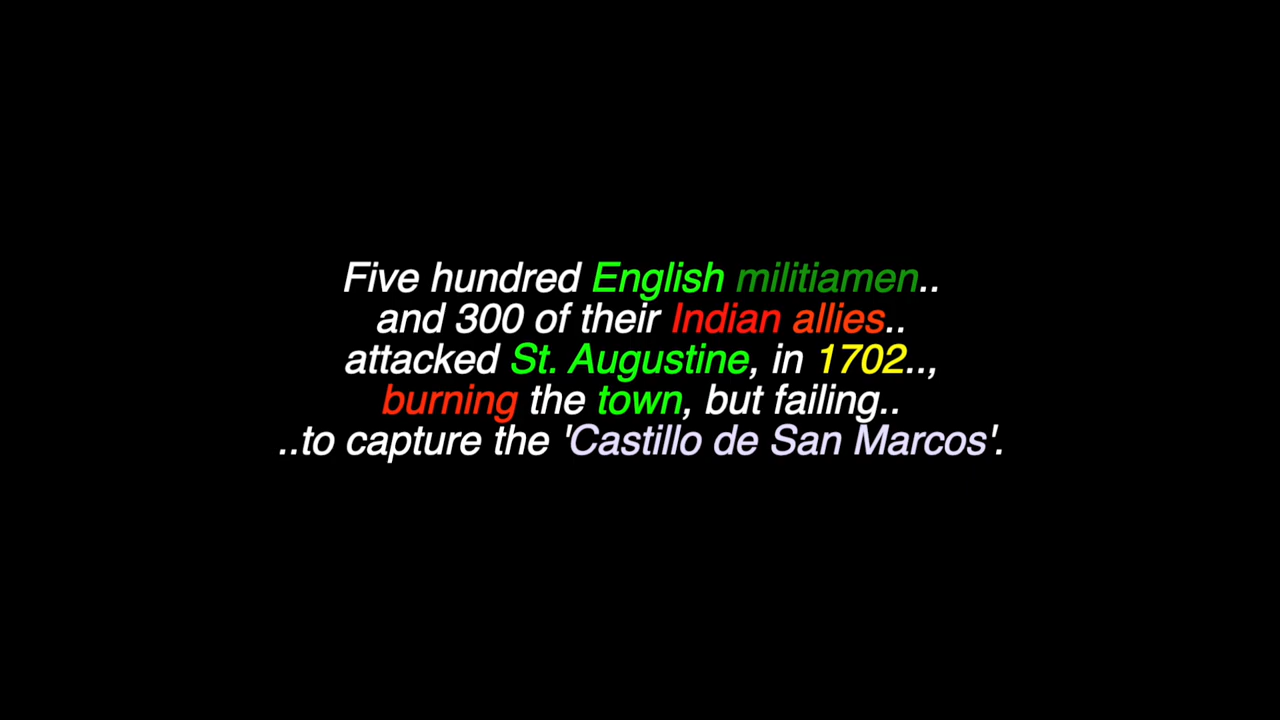 Five hundred English militiamen..
and 300 of their Indian allies..
attacked St. Augustine, in 1702..,
burning the town, but failing..
..to capture the 'Castillo de San Marcos'.